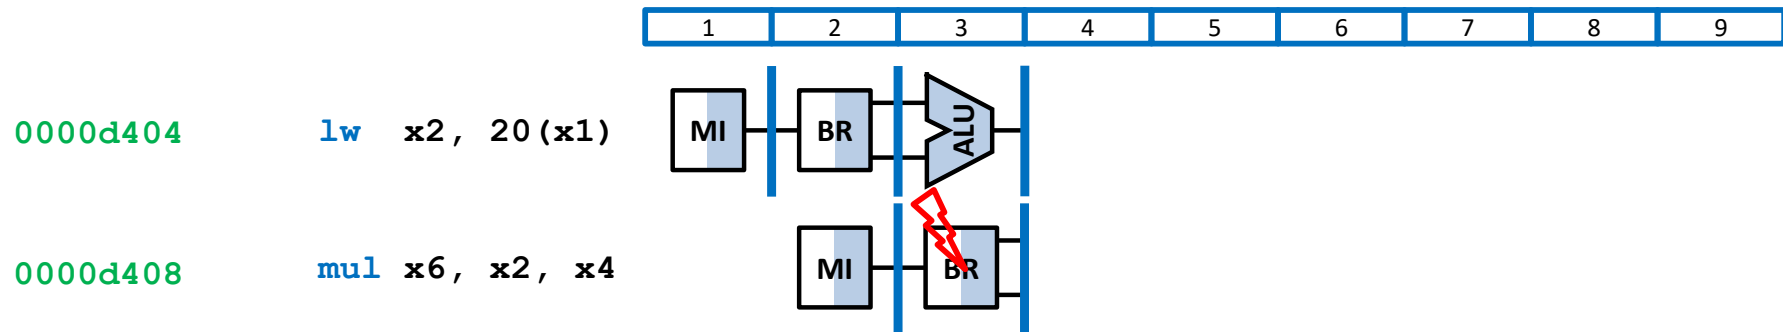 1 2 3 4 5 6 7 8 9
0000d404 lw x2, 20(x1) MI BR ALU
0000d408 mul x6, x2, x4 MI BR